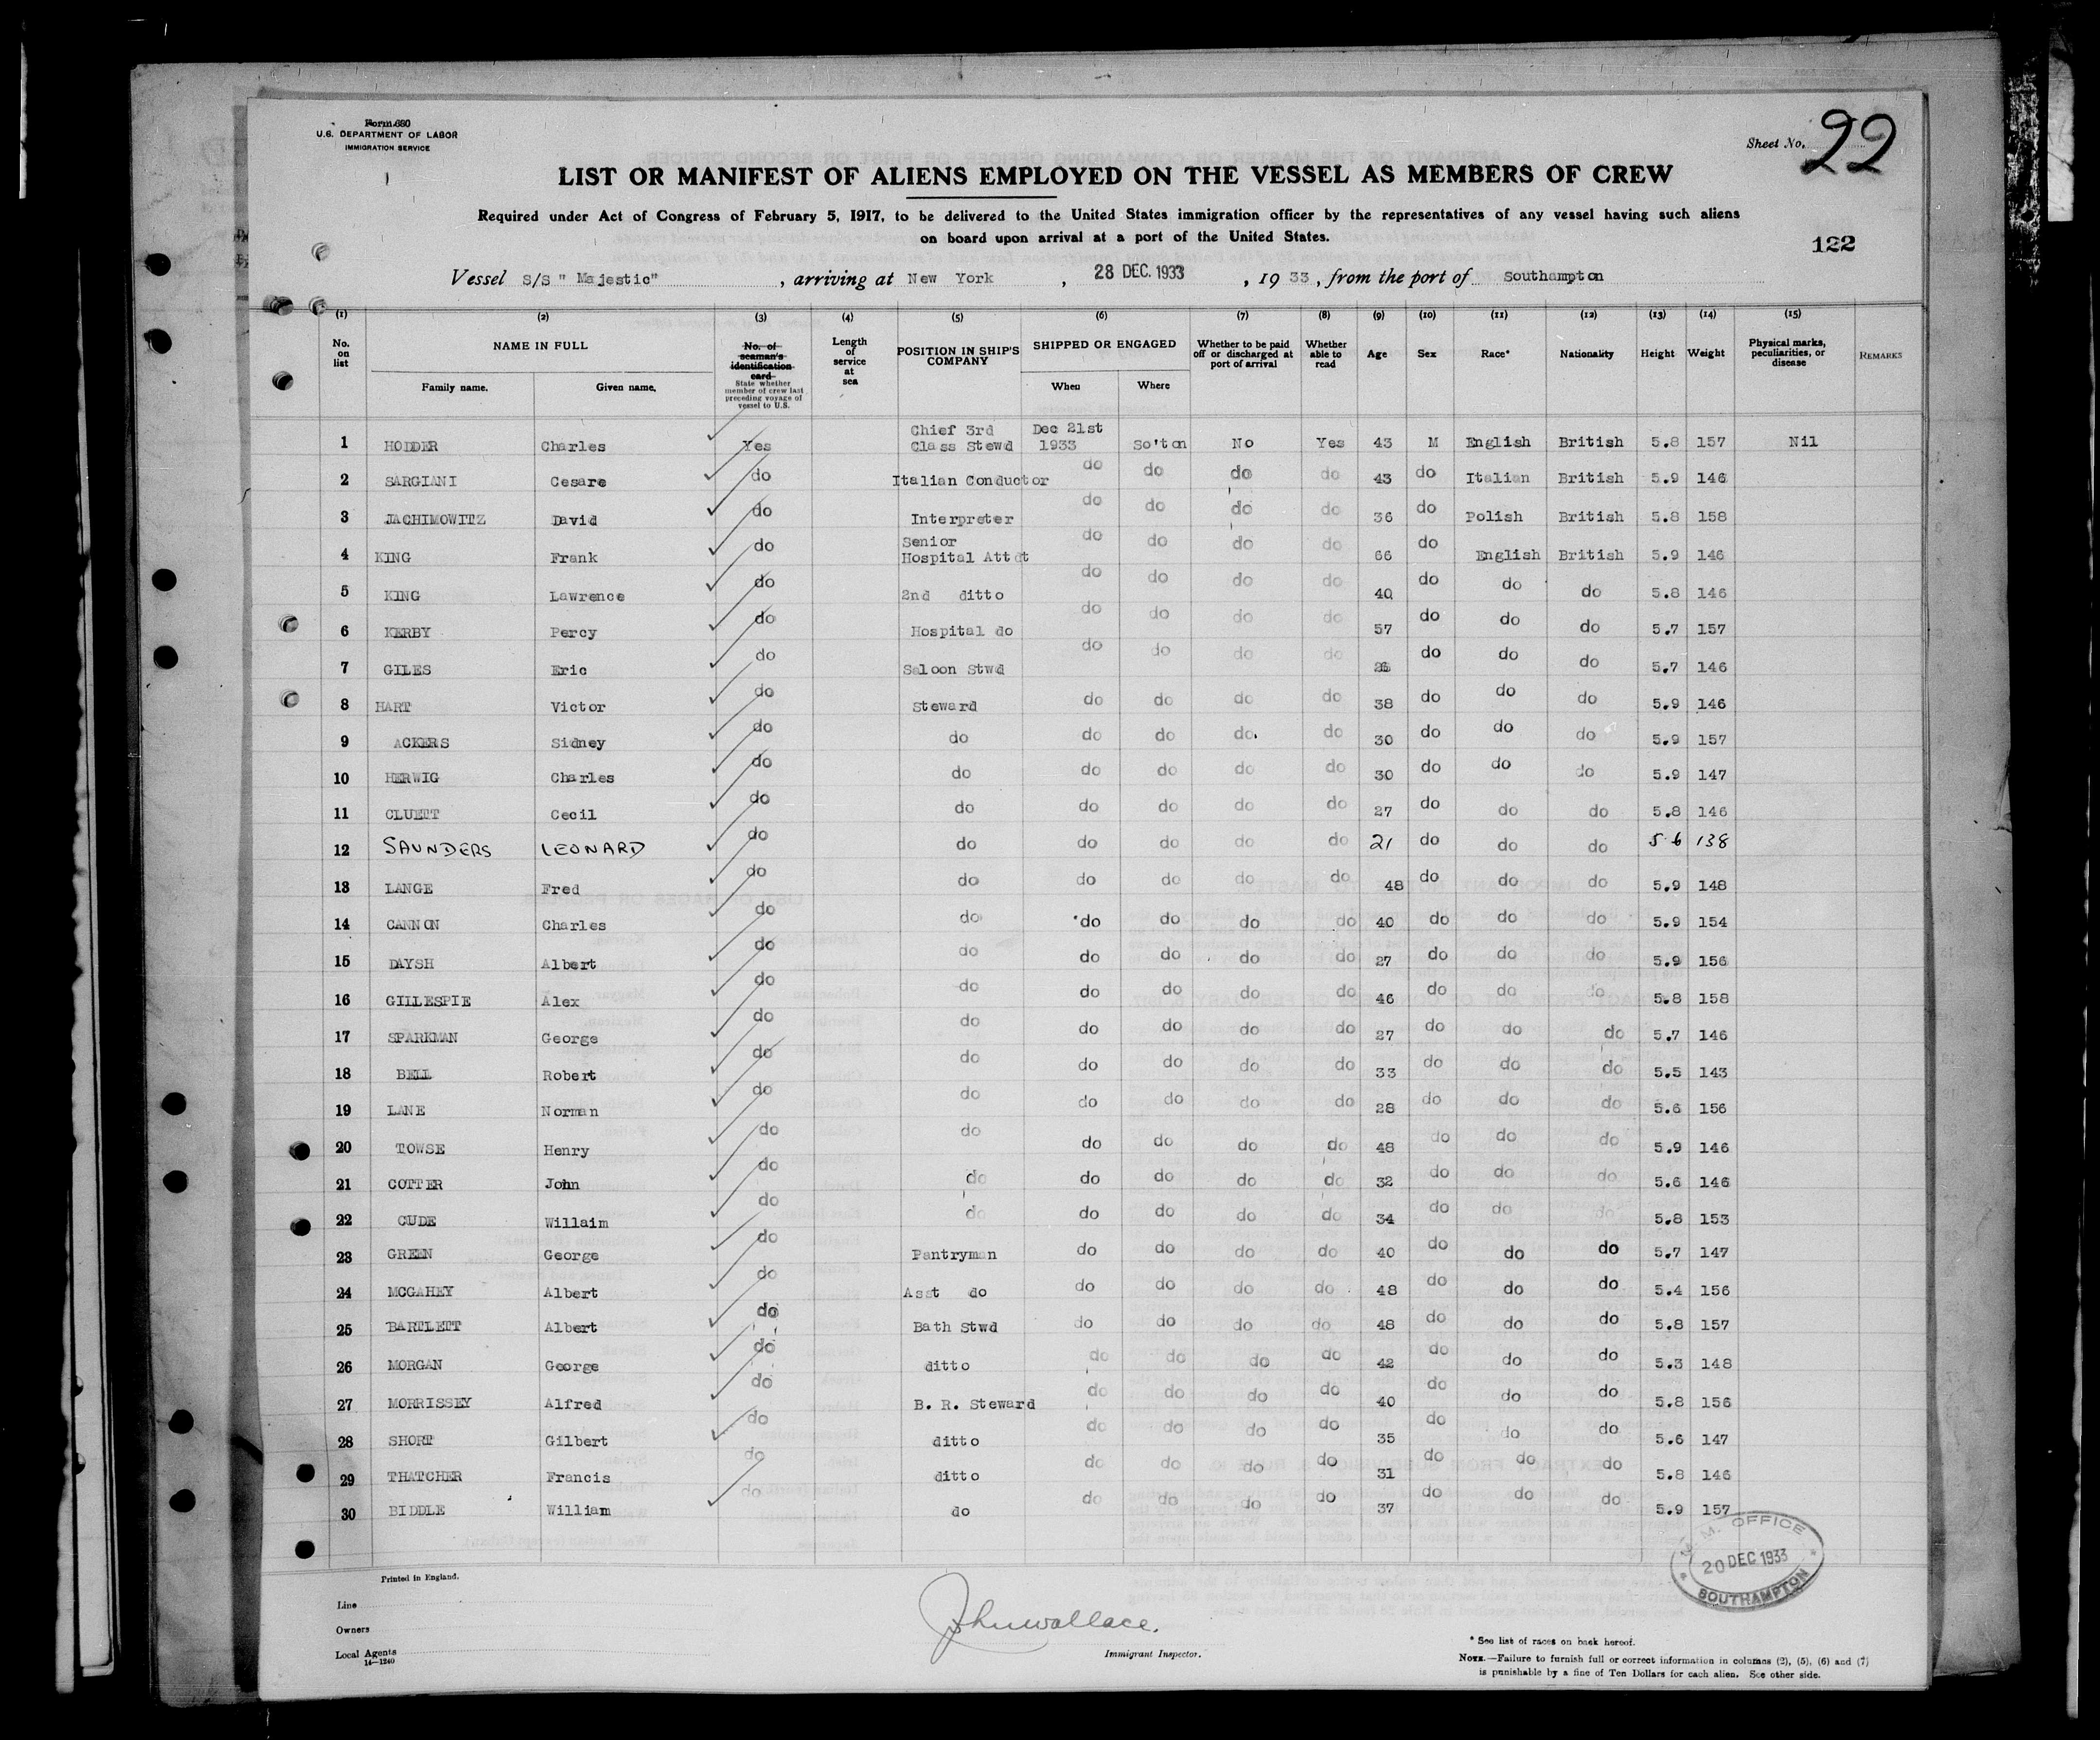 Form 680
U.S. DEPARTMENT OF LABOR
IMMIGRATION SERVICE
Sheet No. 22
LIST OR MANIFEST OF ALIENS EMPLOYED ON THE VESSEL AS MEMBERS OF CREW
Required under Act of Congress of February 5, 1917, to be delivered to the United States immigration officer by the representatives of any vessel having such aliens
on board upon arrival at a port of the United States.
122
Vessel S/S " Majestic" , arriving at New York , 28 DEC. 1933 , 19 33 , from the port of Southampton
(1) (2) (3) (4) (5) (6) (7) (8) (9) (10) (11) (12) (13) (14) (15)
No. on list NAME IN FULL Family name. Given name. No. of seaman's identification card State whether member of crew last preceding voyage of vessel to U.S. Length of service at sea POSITION IN SHIP'S COMPANY SHIPPED OR ENGAGED When Where Whether to be paid off or discharged at port of arrival Whether able to read Age Sex Race* Nationality Height Weight Physical marks, peculiarities, or disease REMARKS
1 HODDER Charles Yes Chief 3rd Class Stewd Dec 21st 1933 So'ton No Yes 43 M English British 5.8 157 Nil
2 SARGIANI Cesare do Italian Conductor do do do do 43 do Italian British 5.9 146
3 JACHIMOWITZ David do Interpreter do do do do 36 do Polish British 5.8 158
4 KING Frank do Senior Hospital Attdt do do do do 66 do English British 5.9 146
5 KING Lawrence do 2nd ditto do do do do 40 do do do 5.8 146
6 KERBY Percy do Hospital do do do do do 57 do do do 5.7 157
7 GILES Eric do Saloon Stwd do do do do do do do 5.7 146
8 HART Victor do Steward do do do do 38 do do do 5.9 146
9 ACKERS Sidney do do do do do. do 30 do do do 5.9 157
10 HERWIG Charles do do do do do do 30 do do do 5.9 147
11 CLUETT Cecil do do do do do do 27 do do do 5.8 146
12 SAUNDERS LEONARD do do do do do do 21 do do do 5 6 138
13 LANGE Fred do do do do do do 48 do do do 5.9 148
14 CANNON Charles do do do do do do 40 do do do 5.9 154
15 DAYSH Albert do do do do do do 27 do do do 5.9 156
16 GILLESPIE Alex do do do do do do 46 do do do 5.8 158
17 SPARKMAN George do do do do do do 27 do do do 5.7 146
18 BELL Robert do do do do do do 33 do do do 5.5 143
19 LANE Norman do do do do do do 28 do do do 5.6 156
20 TOWSE Henry do do do do do do 48 do do do 5.9 146
21 COTTER John do do do do do do 32 do do do 5.6 146
22 CUDE Willaim do do do do do do 34 do do do 5.8 153
23 GREEN George do Pantryman do do do do 40 do do do 5.7 147
24 MCGAHEY Albert do Asst do do do do do 48 do do do 5.4 156
25 BARTLETT Albert do Bath Stwd do do do do 48 do do do 5.8 157
26 MORGAN George do ditto do do do do 42 do do do 5.3 148
27 MORRISSEY Alfred do B. R. Steward do do do do 40 do do do 5.8 156
28 SHORT Gilbert do ditto do do do do 35 do do do 5.6 147
29 THATCHER Francis do ditto do do do do 31 do do do 5.8 146
30 BIDDLE William do do do do do do 37 do do do 5.9 157
M. OFFICE
20 DEC 1933
SOUTHAMPTON
Printed in England.
Line
Owners
Local Agents
14—1240
Johnwallace.
Immigrant Inspector.
* See list of races on back hereof.
NOTE.—Failure to furnish full or correct information in columns (2), (5), (6) and (7)
is punishable by a fine of Ten Dollars for each alien. See other side.